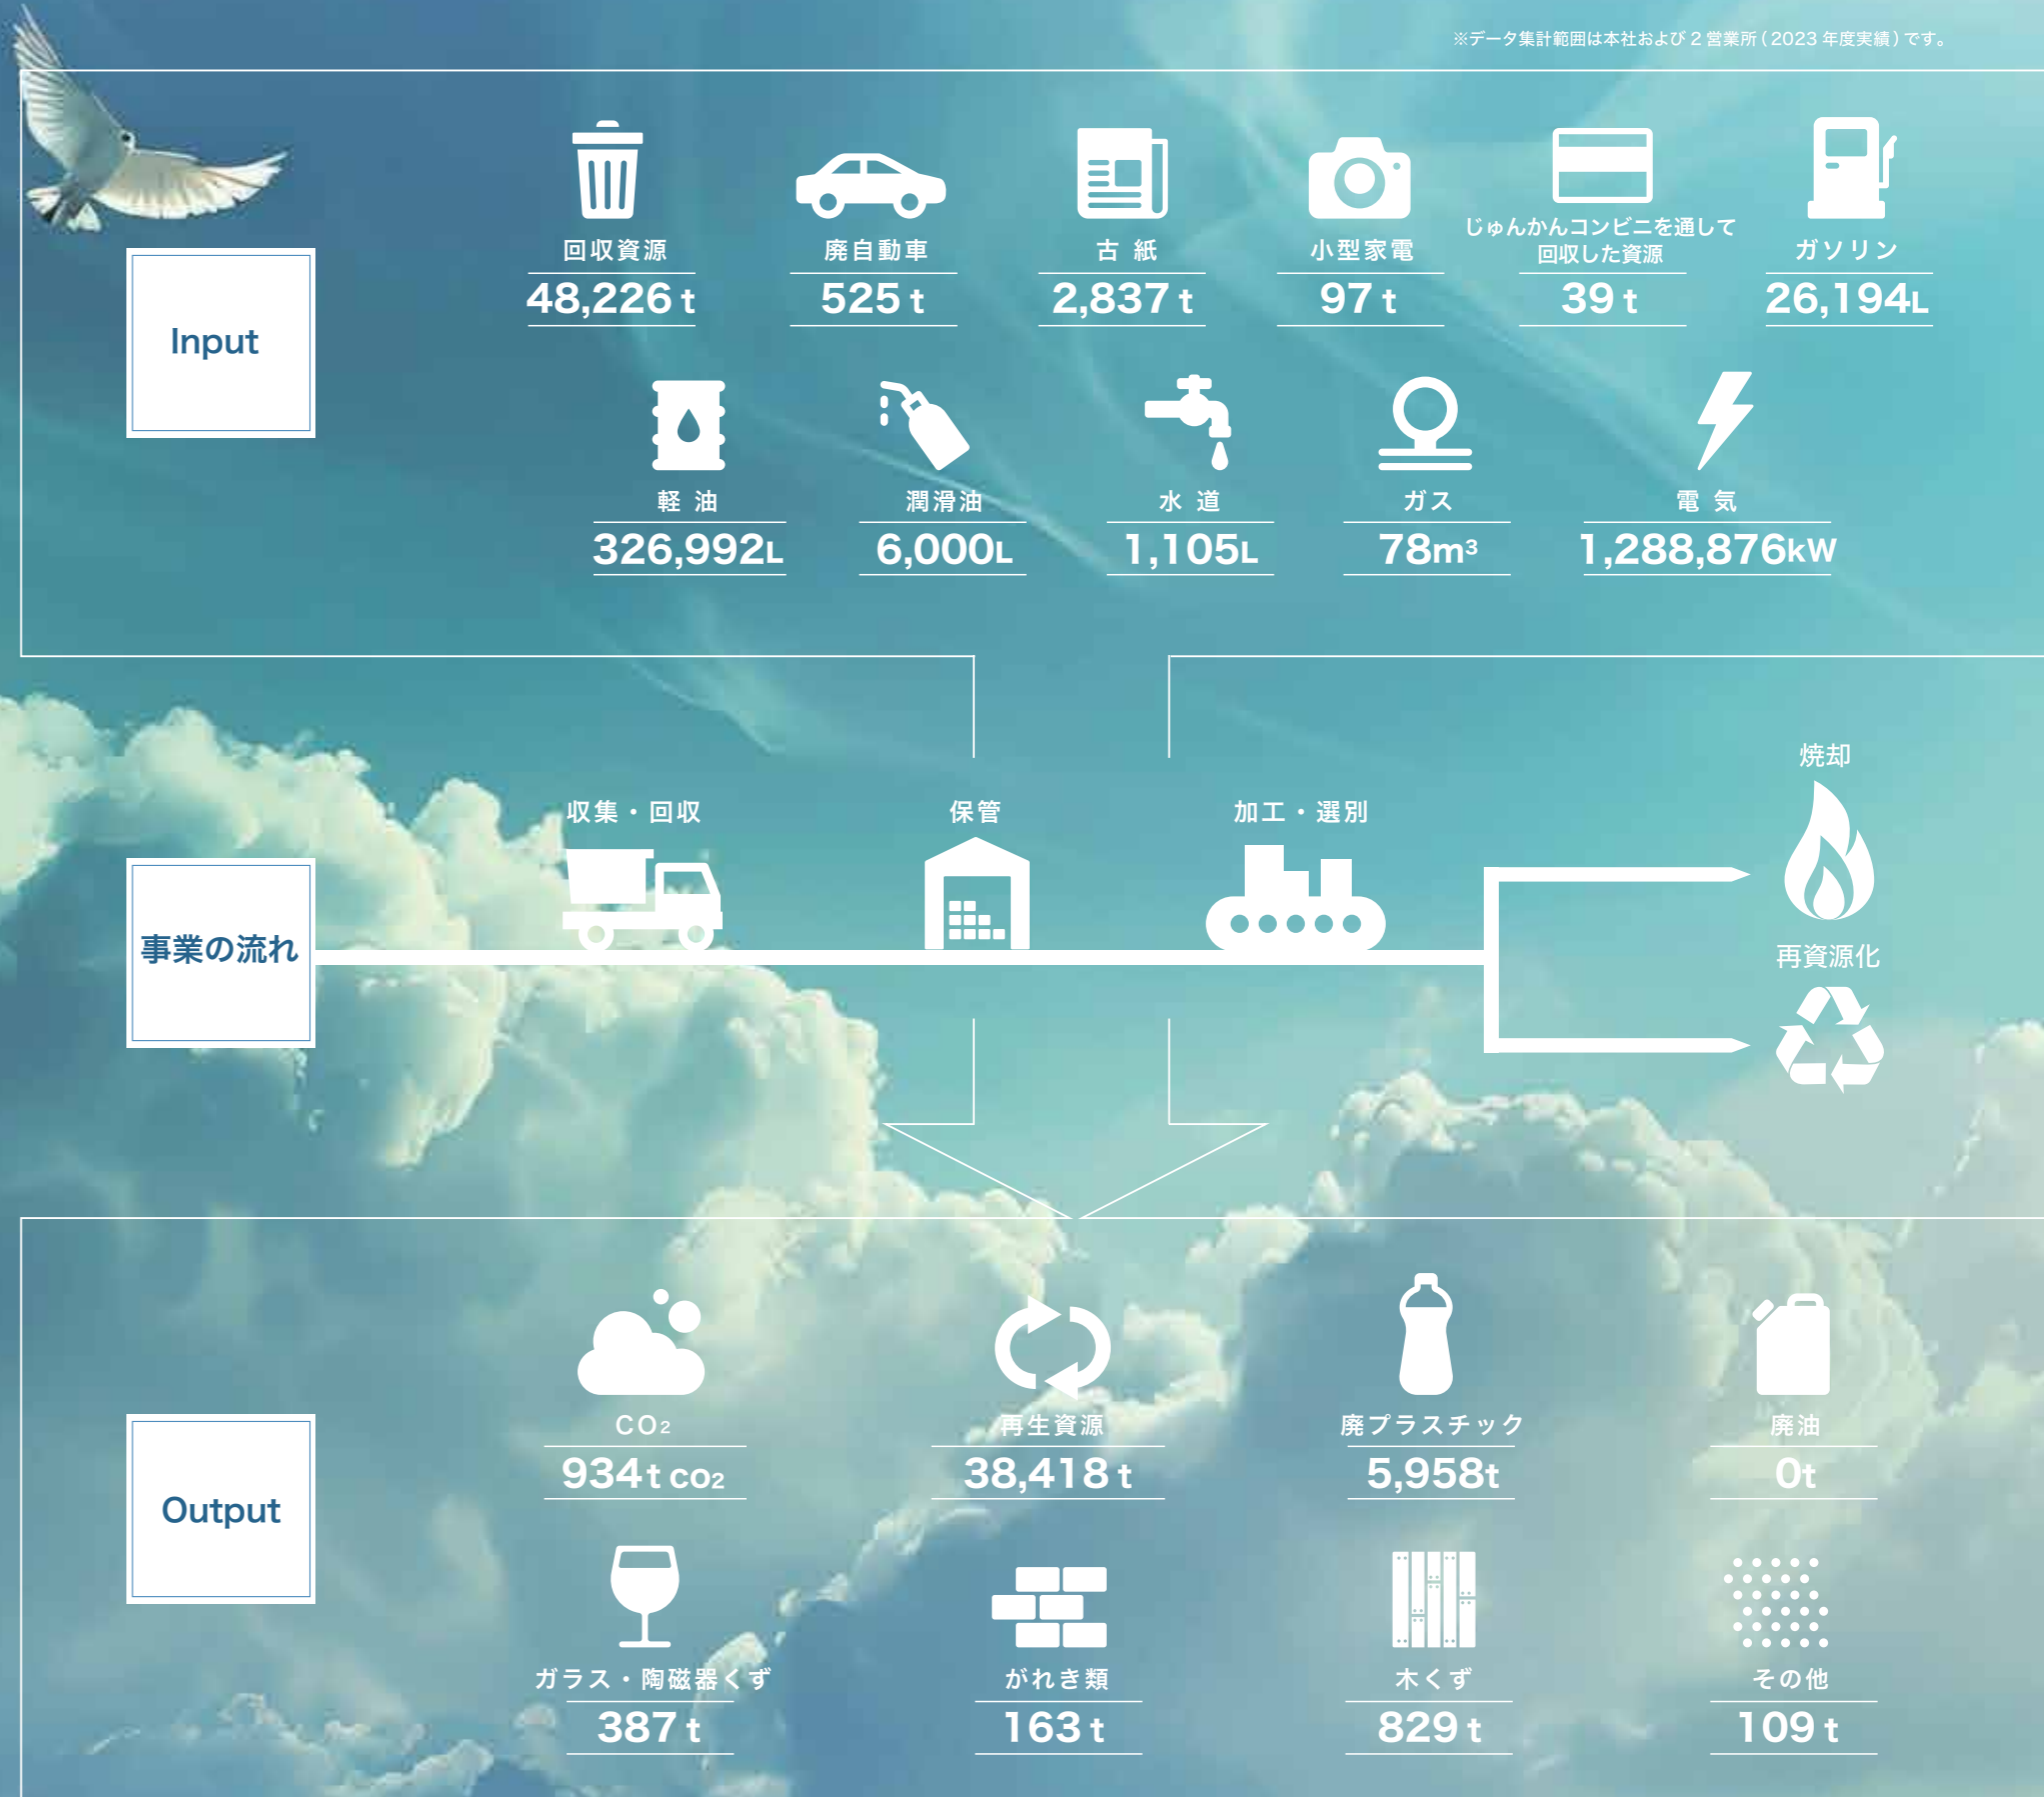 ※データ集計範囲は本社および2営業所(2023年度実績)です。
Input
回収資源
48,226 t
廃自動車
525 t
古 紙
2,837 t
小型家電
97 t
じゅんかんコンビニを通して
回収した資源
39 t
ガソリン
26,194L
軽 油
326,992L
潤滑油
6,000L
水 道
1,105L
ガス
78m³
電 気
1,288,876kW
事業の流れ
収集・回収
保管
加工・選別
焼却
再資源化
Output
CO₂
934 t co₂
再生資源
38,418 t
廃プラスチック
5,958t
廃油
0t
ガラス・陶磁器くず
387 t
がれき類
163 t
木くず
829 t
その他
109 t